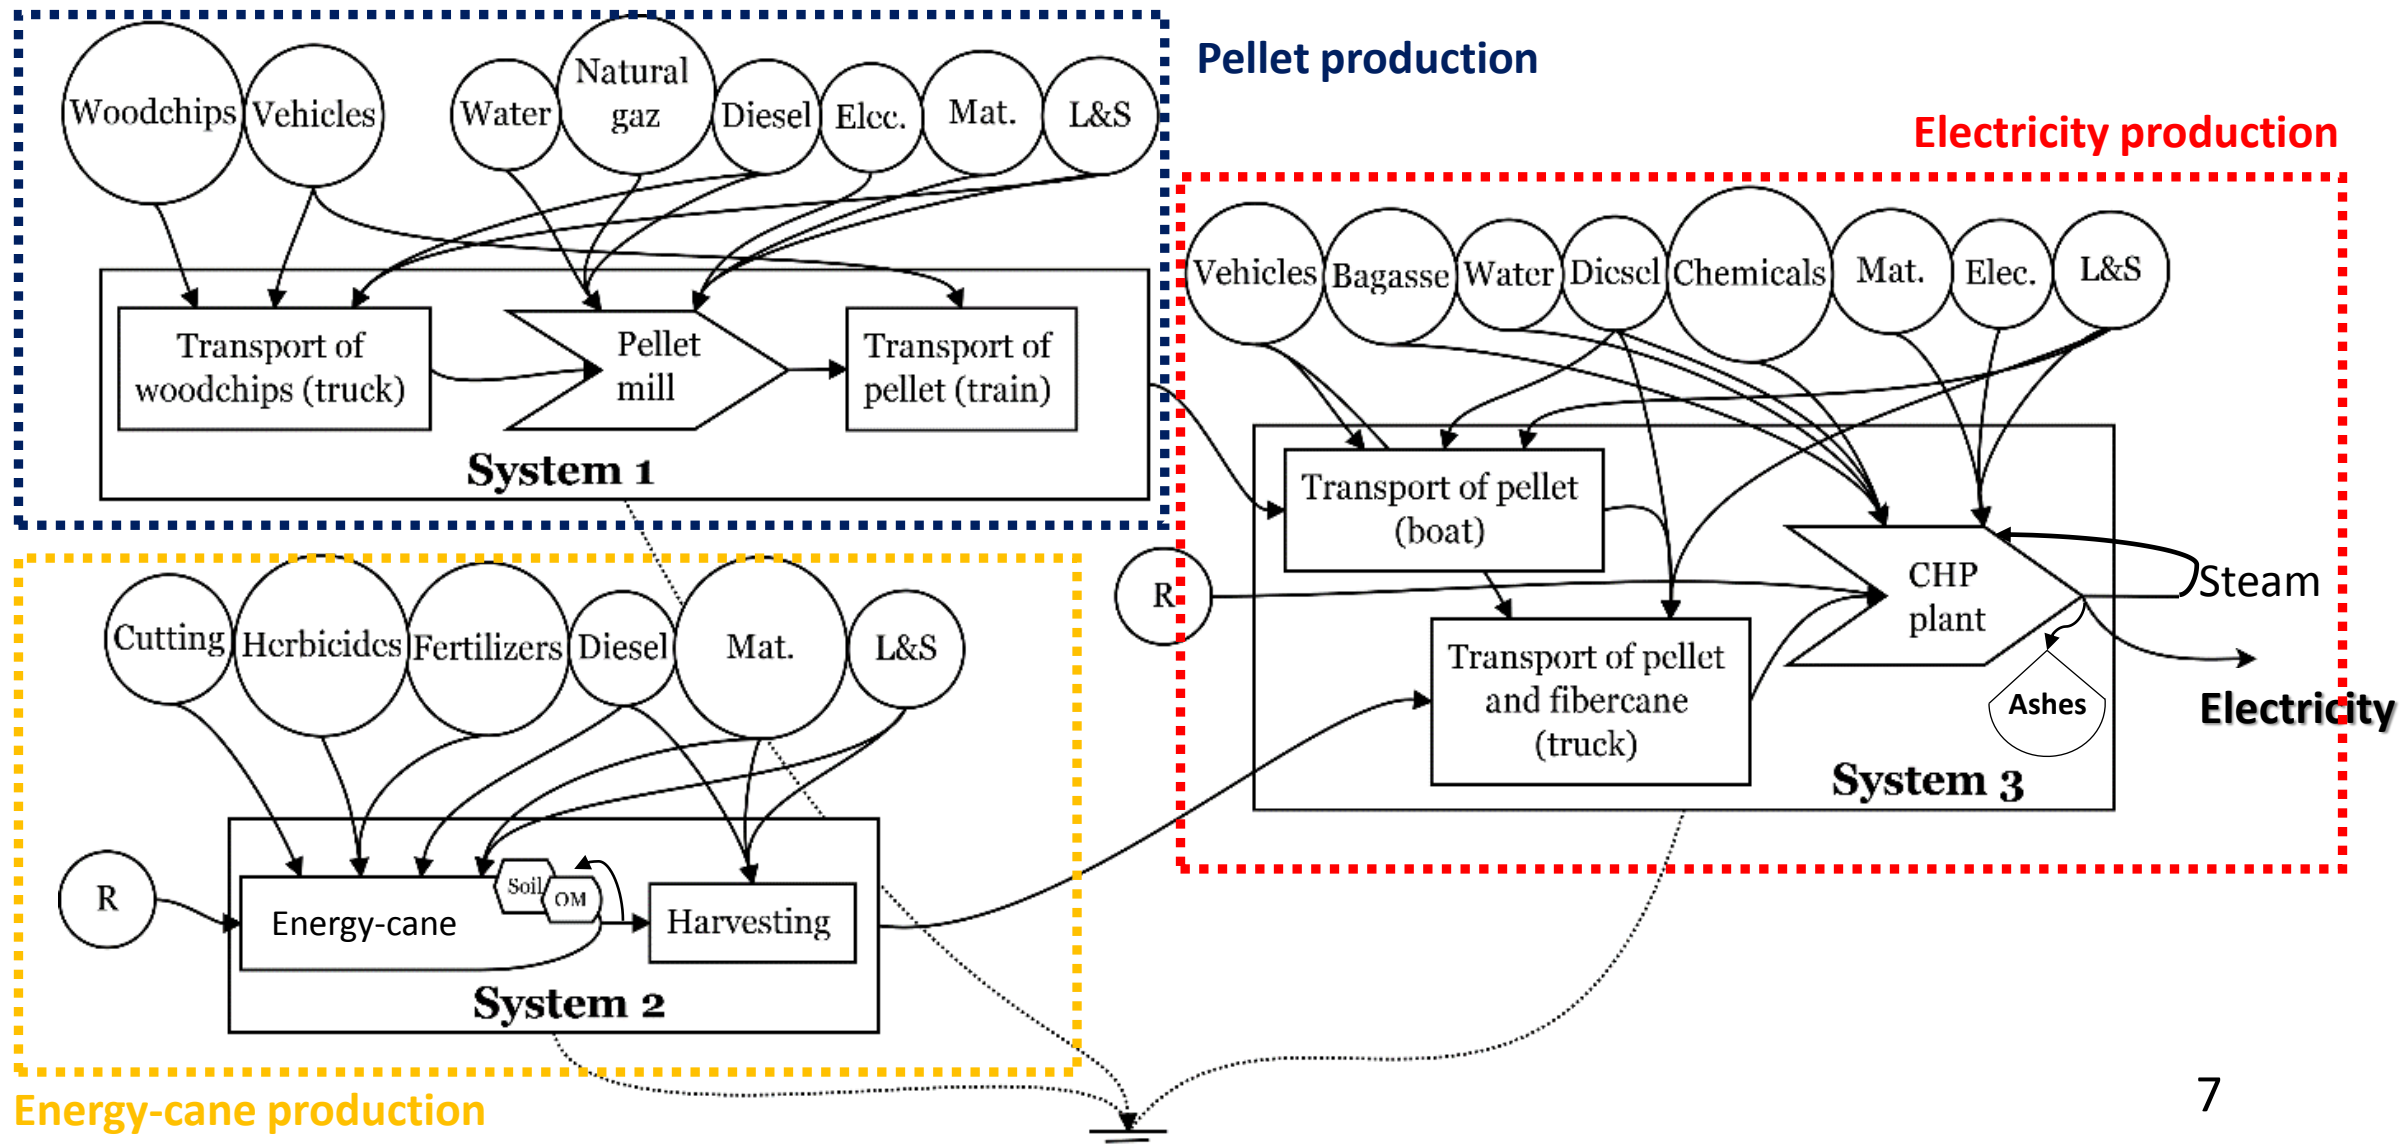 Pellet production
Woodchips
Vehicles
Water
Natural
gaz
Diesel
Elec.
Mat.
L&S
Transport of
woodchips (truck)
Pellet
mill
Transport of
pellet (train)
System 1
Electricity production
Vehicles
Bagasse
Water
Diesel
Chemicals
Mat.
Elec.
L&S
Transport of pellet
(boat)
R
Transport of pellet
and fibercane
(truck)
CHP
plant
Steam
Ashes
Electricity
System 3
Cutting
Herbicides
Fertilizers
Diesel
Mat.
L&S
R
Energy-cane
Soil
OM
Harvesting
System 2
Energy-cane production
7